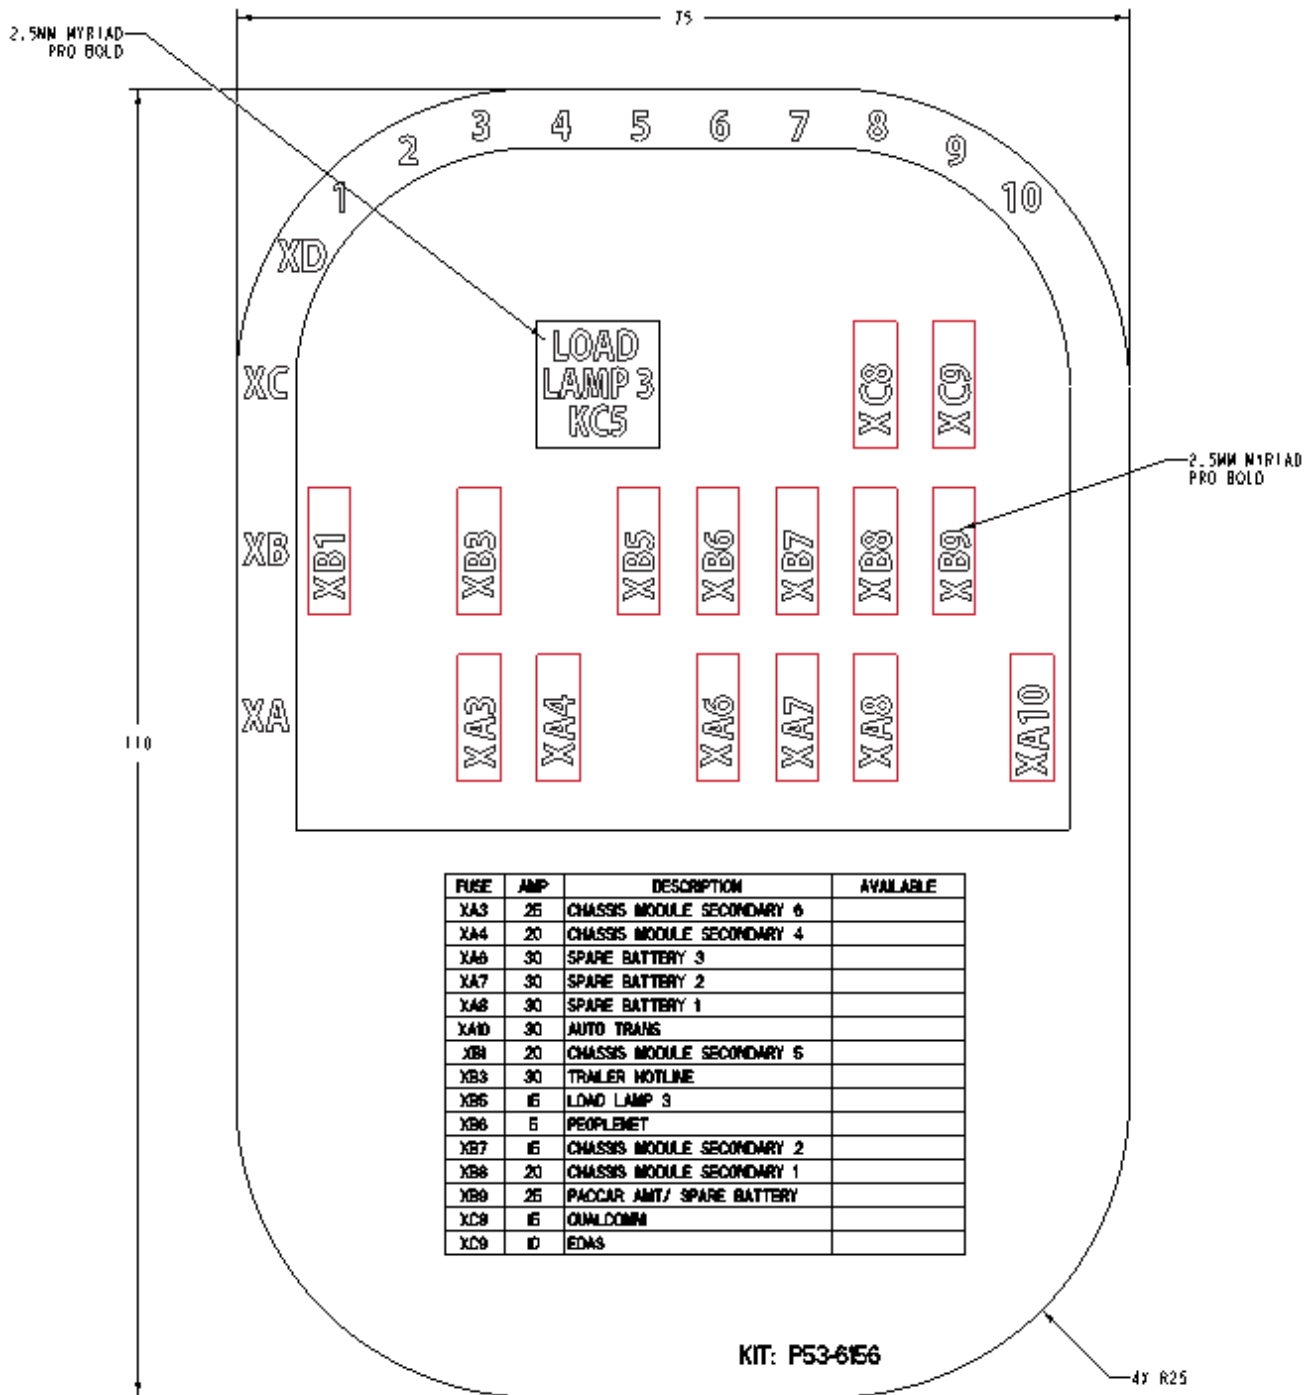 75
2.5MM MYRIAD
PRO BOLD
1 2 3 4 5 6 7 8 9 10
XD
XC
LOAD
LAMP 3
KC5
XC8 XC9
2.5MM MYRIAD
PRO BOLD
XB
XB1 XB3 XB5 XB6 XB7 XB8 XB9
XA
XA3 XA4 XA6 XA7 XA8 XA10
110
FUSE AMP DESCRIPTION AVAILABLE
XA3 25 CHASSIS MODULE SECONDARY 6
XA4 20 CHASSIS MODULE SECONDARY 4
XA6 30 SPARE BATTERY 3
XA7 30 SPARE BATTERY 2
XA8 30 SPARE BATTERY 1
XA10 30 AUTO TRANS
XB1 20 CHASSIS MODULE SECONDARY 5
XB3 30 TRAILER HOTLINE
XB5 15 LOAD LAMP 3
XB6 5 PEOPLENET
XB7 15 CHASSIS MODULE SECONDARY 2
XB8 20 CHASSIS MODULE SECONDARY 1
XB9 25 PACCAR AMT/ SPARE BATTERY
XC8 15 QUALCOMM
XC9 10 EDAS
KIT: P53-6156
4X R25